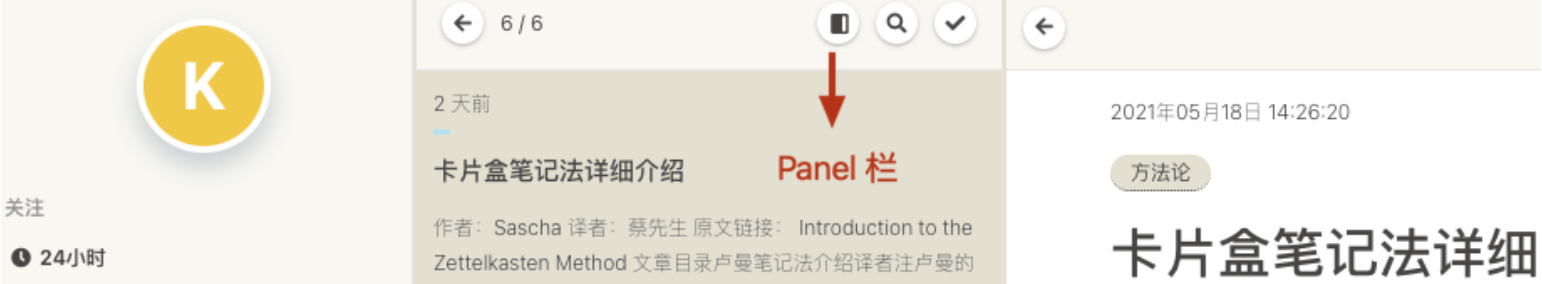 K
关注
24小时
6 / 6
2 天前
卡片盒笔记法详细介绍
Panel 栏
作者： Sascha 译者：蔡先生 原文链接： Introduction to the
Zettelkasten Method 文章目录卢曼笔记法介绍译者注卢曼的
2021年05月18日 14:26:20
方法论
卡片盒笔记法详细